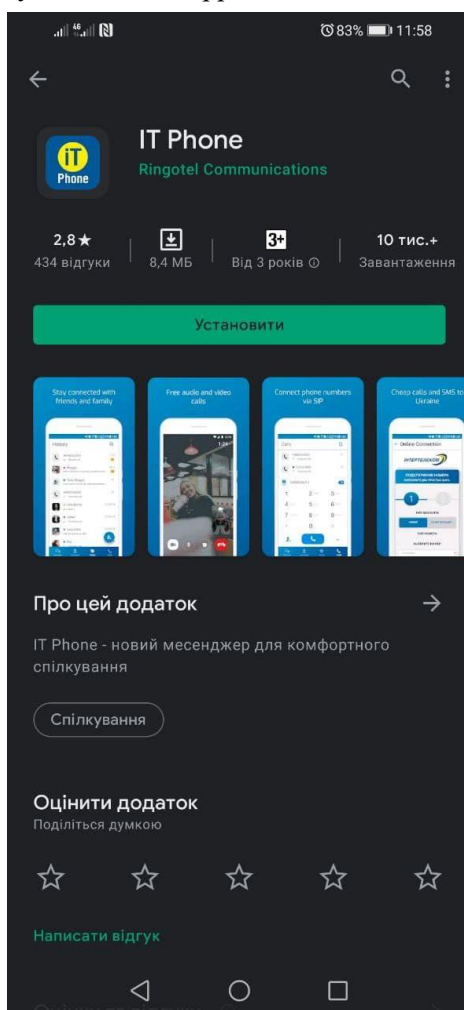 46
83% 11:58
iT
Phone
IT Phone
Ringotel Communications
2,8★
434 відгуки
8,4 МБ
3+
Від 3 років
10 тис.+
Завантаження
Установити
Stay connected with
friends and family
Free audio and video
calls
Connect phone numbers
via SIP
Cheap calls and SMS to
Ukraine
Про цей додаток
IT Phone - новий месенджер для комфортного
спілкування
Спілкування
Оцінити додаток
Поділіться думкою
Написати відгук